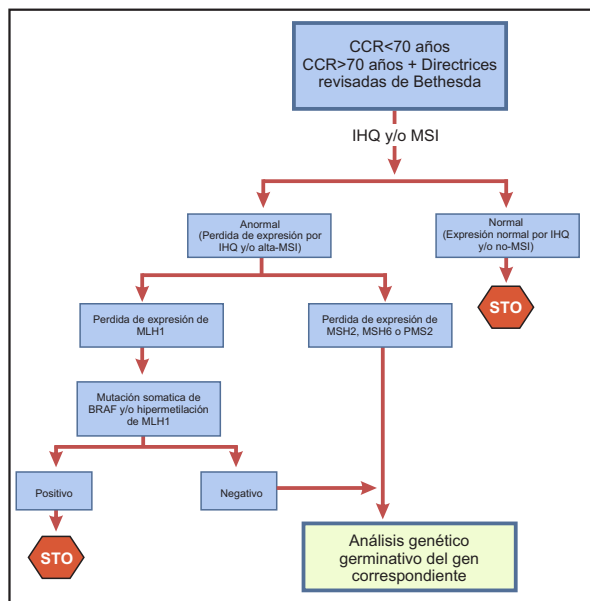 CCR<70 años
CCR>70 años + Directrices
revisadas de Bethesda
IHQ y/o MSI
Anormal
(Perdida de expresión por
IHQ y/o alta-MSI)
Normal
(Expresión normal por IHQ
y/o no-MSI)
STO
Perdida de expresión de
MLH1
Perdida de expresión de
MSH2, MSH6 o PMS2
Mutación somatica de
BRAF y/o hipermetilación
de MLH1
Positivo
Negativo
STO
Análisis genético
germinativo del gen
correspondiente